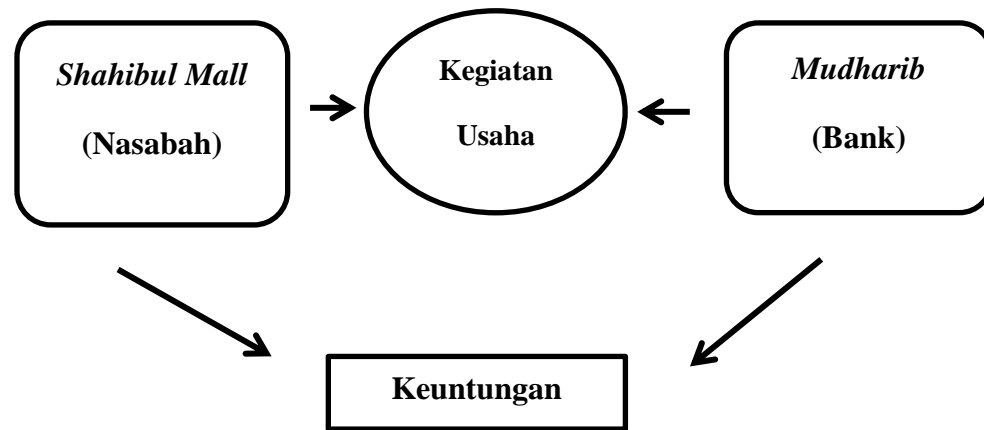 Shahibul Mall
(Nasabah)
Kegiatan
Usaha
Mudharib
(Bank)
Keuntungan